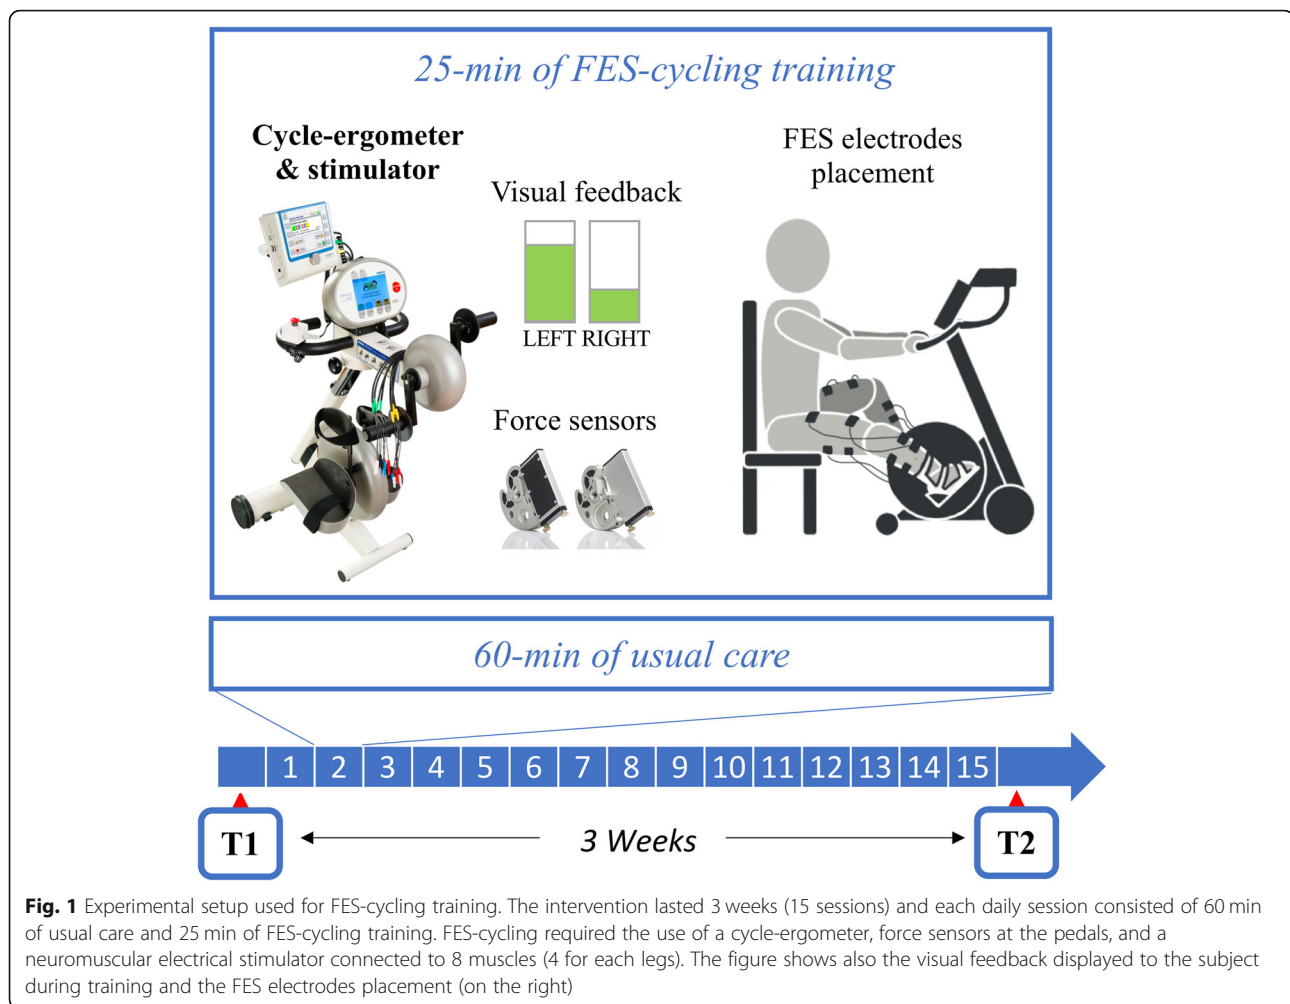 25-min of FES-cycling training
Cycle-ergometer
& stimulator
Visual feedback
LEFT RIGHT
Force sensors
FES electrodes
placement
60-min of usual care
1 2 3 4 5 6 7 8 9 10 11 12 13 14 15
T1
3 Weeks
T2
Fig. 1 Experimental setup used for FES-cycling training. The intervention lasted 3 weeks (15 sessions) and each daily session consisted of 60 min
of usual care and 25 min of FES-cycling training. FES-cycling required the use of a cycle-ergometer, force sensors at the pedals, and a
neuromuscular electrical stimulator connected to 8 muscles (4 for each legs). The figure shows also the visual feedback displayed to the subject
during training and the FES electrodes placement (on the right)